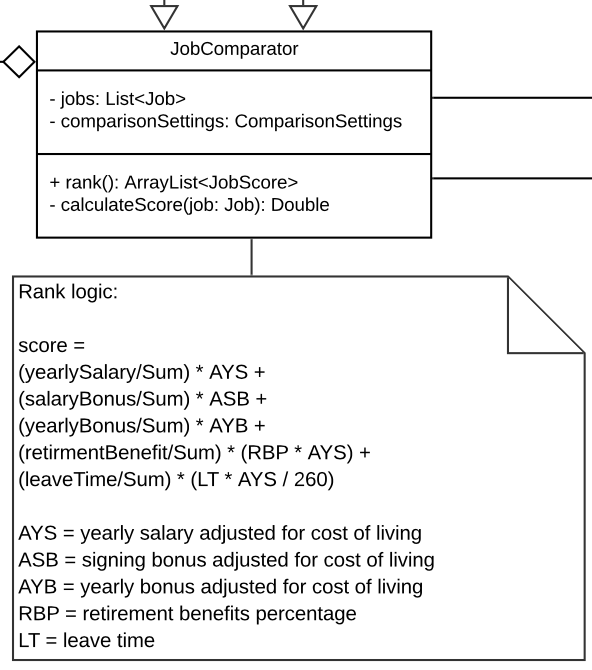 JobComparator
- jobs: List<Job>
- comparisonSettings: ComparisonSettings
+ rank(): ArrayList<JobScore>
- calculateScore(job: Job): Double
Rank logic:
score =
(yearlySalary/Sum) * AYS +
(salaryBonus/Sum) * ASB +
(yearlyBonus/Sum) * AYB +
(retirmentBenefit/Sum) * (RBP * AYS) +
(leaveTime/Sum) * (LT * AYS / 260)
AYS = yearly salary adjusted for cost of living
ASB = signing bonus adjusted for cost of living
AYB = yearly bonus adjusted for cost of living
RBP = retirement benefits percentage
LT = leave time